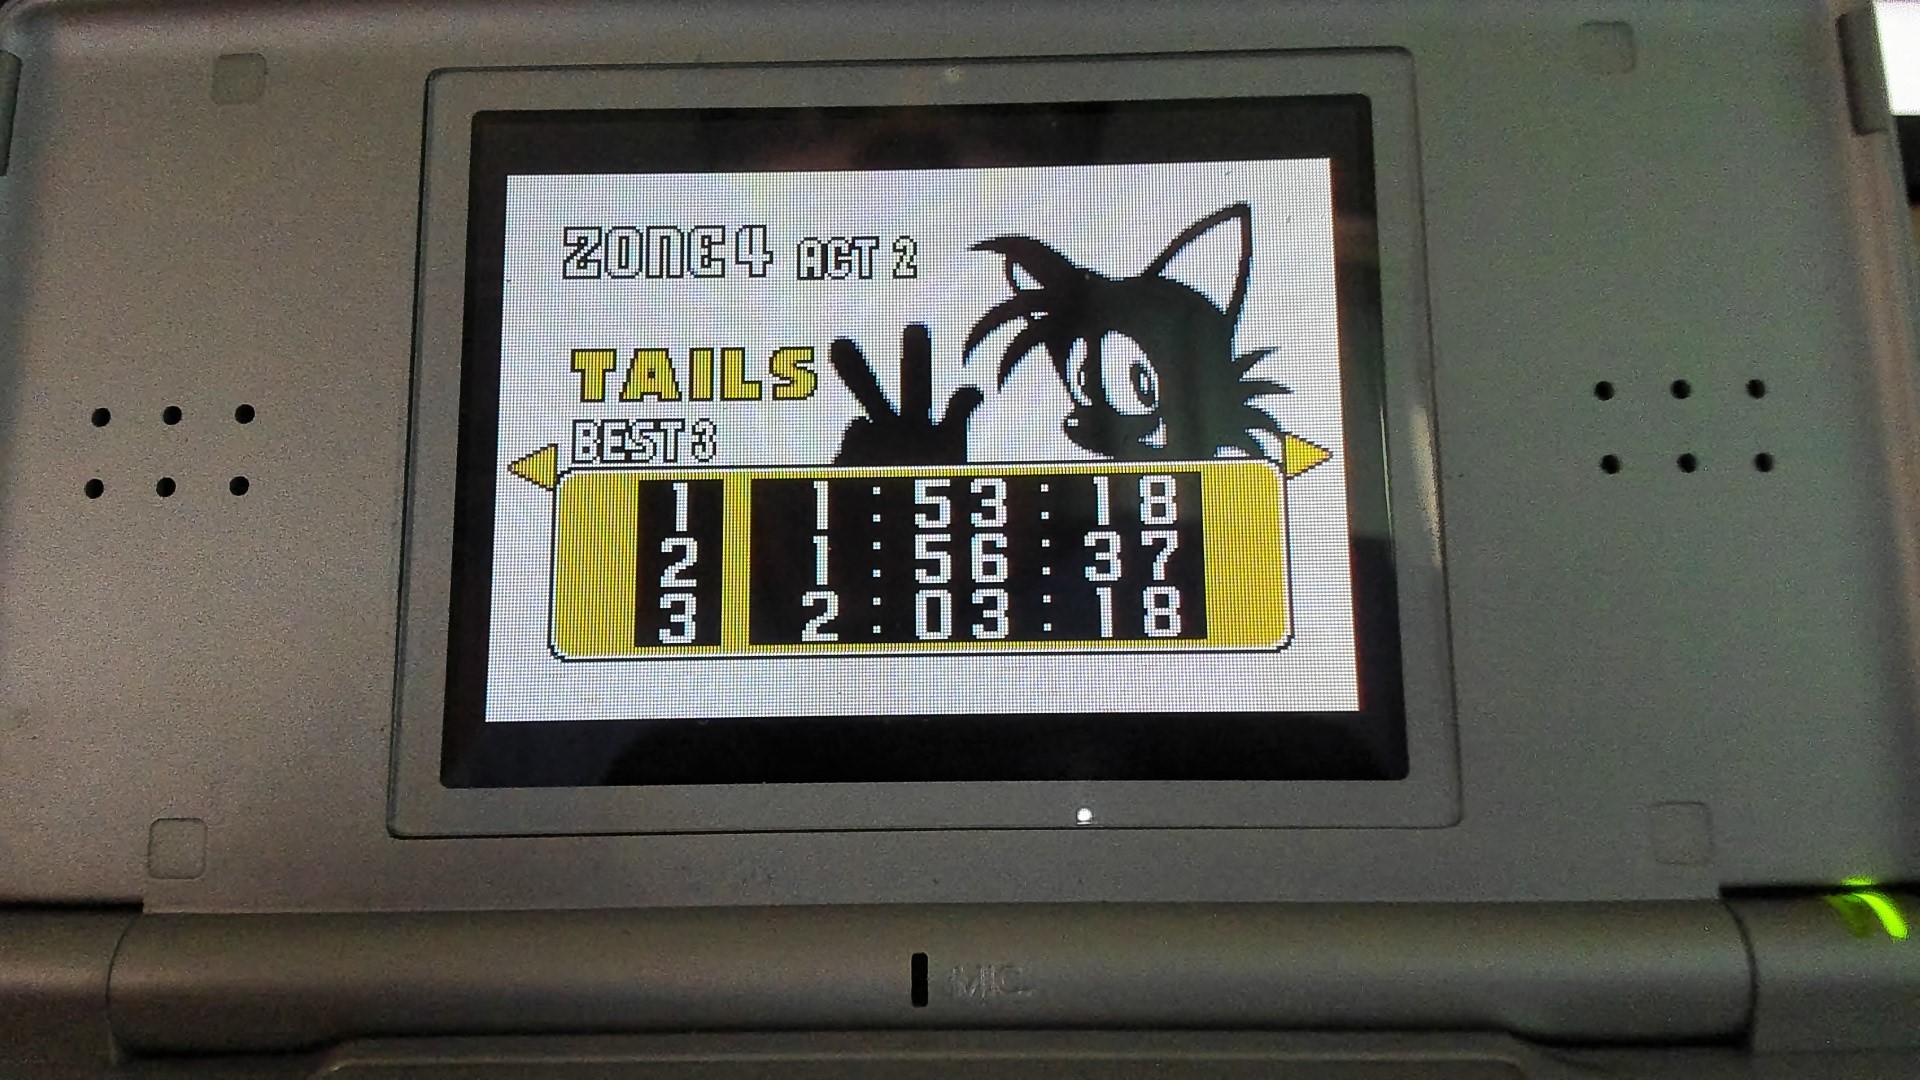 ZONE 4 ACT 2
TAILS
BEST 3
1 1:53:18
2 1:56:37
3 2:03:18
MIC.